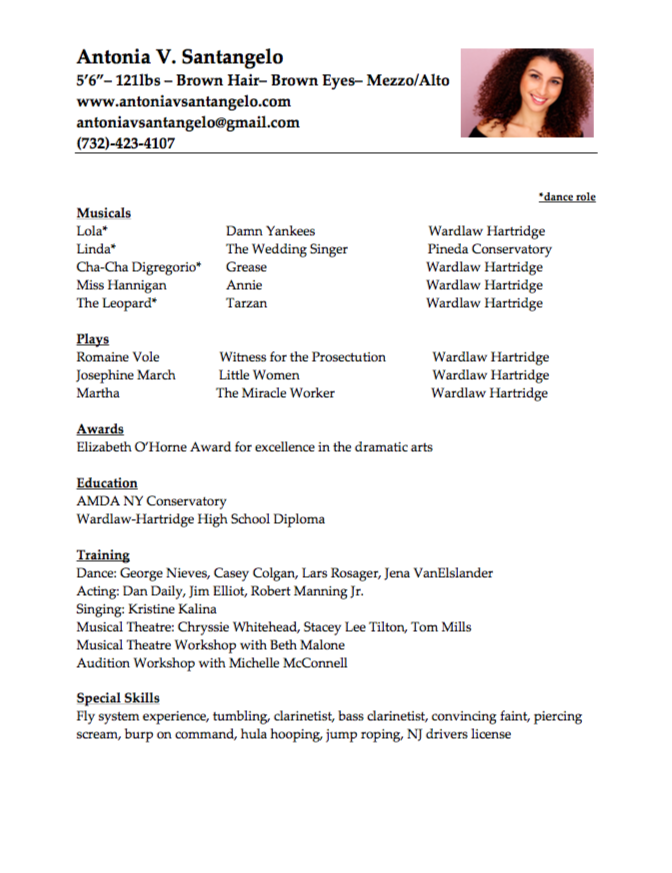 Antonia V. Santangelo
5’6”– 121lbs – Brown Hair– Brown Eyes– Mezzo/Alto
www.antoniavsantangelo.com
antoniavsantangelo@gmail.com
(732)-423-4107
*dance role
Musicals
Lola* Damn Yankees Wardlaw Hartridge
Linda* The Wedding Singer Pineda Conservatory
Cha-Cha Digregorio* Grease Wardlaw Hartridge
Miss Hannigan Annie Wardlaw Hartridge
The Leopard* Tarzan Wardlaw Hartridge
Plays
Romaine Vole Witness for the Prosectution Wardlaw Hartridge
Josephine March Little Women Wardlaw Hartridge
Martha The Miracle Worker Wardlaw Hartridge
Awards
Elizabeth O’Horne Award for excellence in the dramatic arts
Education
AMDA NY Conservatory
Wardlaw-Hartridge High School Diploma
Training
Dance: George Nieves, Casey Colgan, Lars Rosager, Jena VanElslander
Acting: Dan Daily, Jim Elliot, Robert Manning Jr.
Singing: Kristine Kalina
Musical Theatre: Chryssie Whitehead, Stacey Lee Tilton, Tom Mills
Musical Theatre Workshop with Beth Malone
Audition Workshop with Michelle McConnell
Special Skills
Fly system experience, tumbling, clarinetist, bass clarinetist, convincing faint, piercing
scream, burp on command, hula hooping, jump roping, NJ drivers license